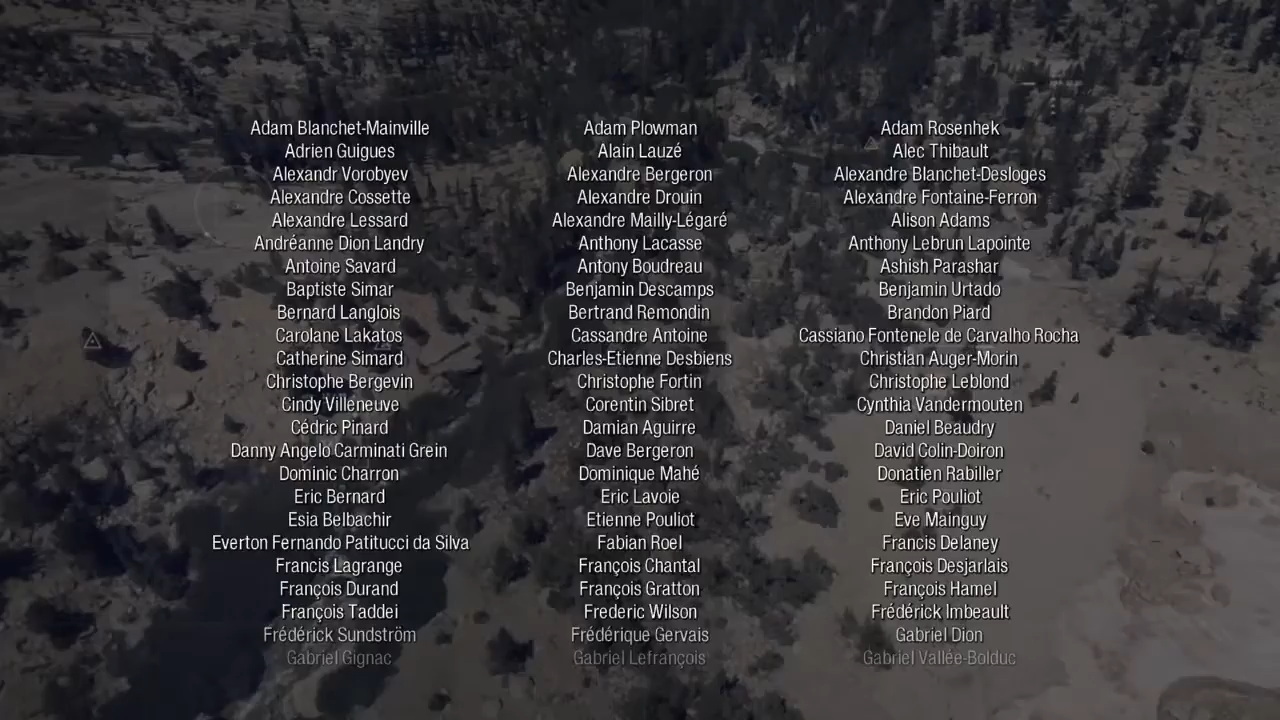 Adam Blanchet-Mainville Adam Plowman Adam Rosenhek
Adrien Guigues Alain Lauzé Alec Thibault
Alexandr Vorobyev Alexandre Bergeron Alexandre Blanchet-Desloges
Alexandre Cossette Alexandre Drouin Alexandre Fontaine-Ferron
Alexandre Lessard Alexandre Mailly-Légaré Alison Adams
Andréanne Dion Landry Anthony Lacasse Anthony Lebrun Lapointe
Antoine Savard Antony Boudreau Ashish Parashar
Baptiste Simar Benjamin Descamps Benjamin Urtado
Bernard Langlois Bertrand Remondin Brandon Piard
Carolane Lakatos Cassandre Antoine Cassiano Fontenele de Carvalho Rocha
Catherine Simard Charles-Etienne Desbiens Christian Auger-Morin
Christophe Bergevin Christophe Fortin Christophe Leblond
Cindy Villeneuve Corentin Sibret Cynthia Vandermouten
Cédric Pinard Damian Aguirre Daniel Beaudry
Danny Angelo Carminati Grein Dave Bergeron David Colin-Doiron
Dominic Charron Dominique Mahé Donatien Rabiller
Eric Bernard Eric Lavoie Eric Pouliot
Esia Belbachir Etienne Pouliot Eve Mainguy
Everton Fernando Patitucci da Silva Fabian Roel Francis Delaney
Francis Lagrange François Chantal François Desjarlais
François Durand François Gratton François Hamel
François Taddei Frederic Wilson Frédérick Imbeault
Frédérick Sundström Frédérique Gervais Gabriel Dion
Gabriel Gignac Gabriel Lefrançois Gabriel Vallée-Bolduc